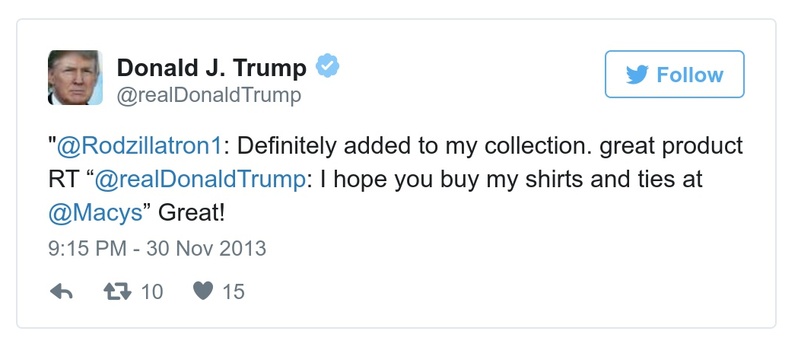 Donald J. Trump
@realDonaldTrump
Follow
"@Rodzillatron1: Definitely added to my collection. great product
RT “@realDonaldTrump: I hope you buy my shirts and ties at
@Macys” Great!
9:15 PM - 30 Nov 2013
10 15